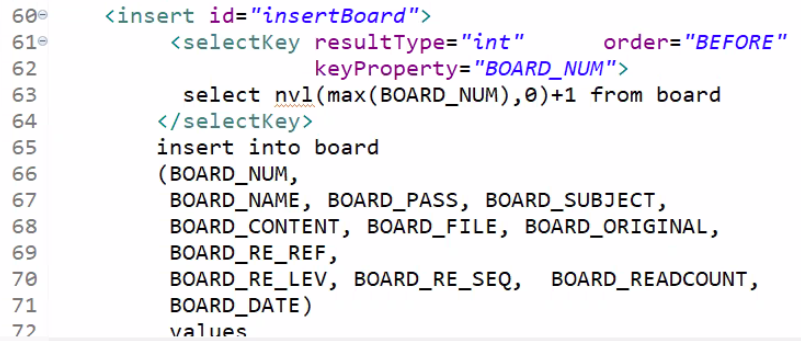 60 <insert id="insertBoard">
61 <selectKey resultType="int" order="BEFORE"
62 keyProperty="BOARD_NUM">
63 select nvl(max(BOARD_NUM),0)+1 from board
64 </selectKey>
65 insert into board
66 (BOARD_NUM,
67 BOARD_NAME, BOARD_PASS, BOARD_SUBJECT,
68 BOARD_CONTENT, BOARD_FILE, BOARD_ORIGINAL,
69 BOARD_RE_REF,
70 BOARD_RE_LEV, BOARD_RE_SEQ, BOARD_READCOUNT,
71 BOARD_DATE)
72 values